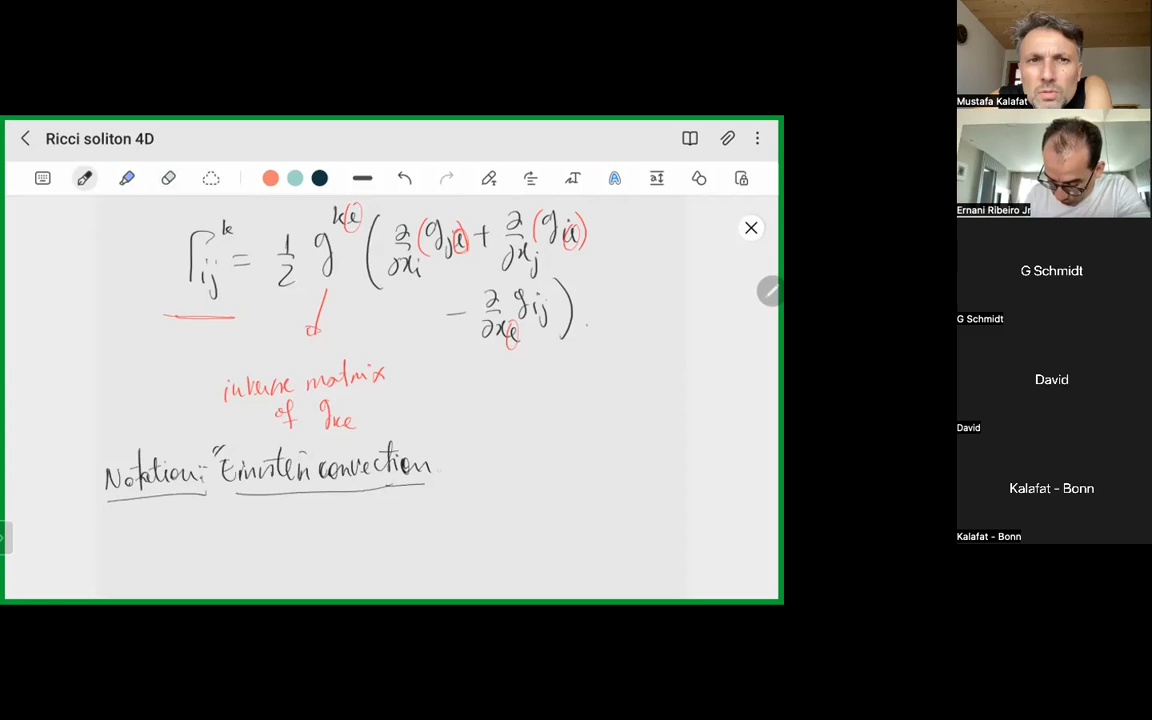 Ricci soliton 4D
Γ^k_ij = 1/2 g^kℓ ( ∂/∂x_i (g_jℓ) + ∂/∂x_j (g_iℓ)
− ∂/∂x_ℓ g_ij ) .
inverse matrix
of g_kℓ
Notation: "Einstein convection
Mustafa Kalafat
Ernani Ribeiro Jr
G Schmidt
G Schmidt
David
David
Kalafat - Bonn
Kalafat - Bonn